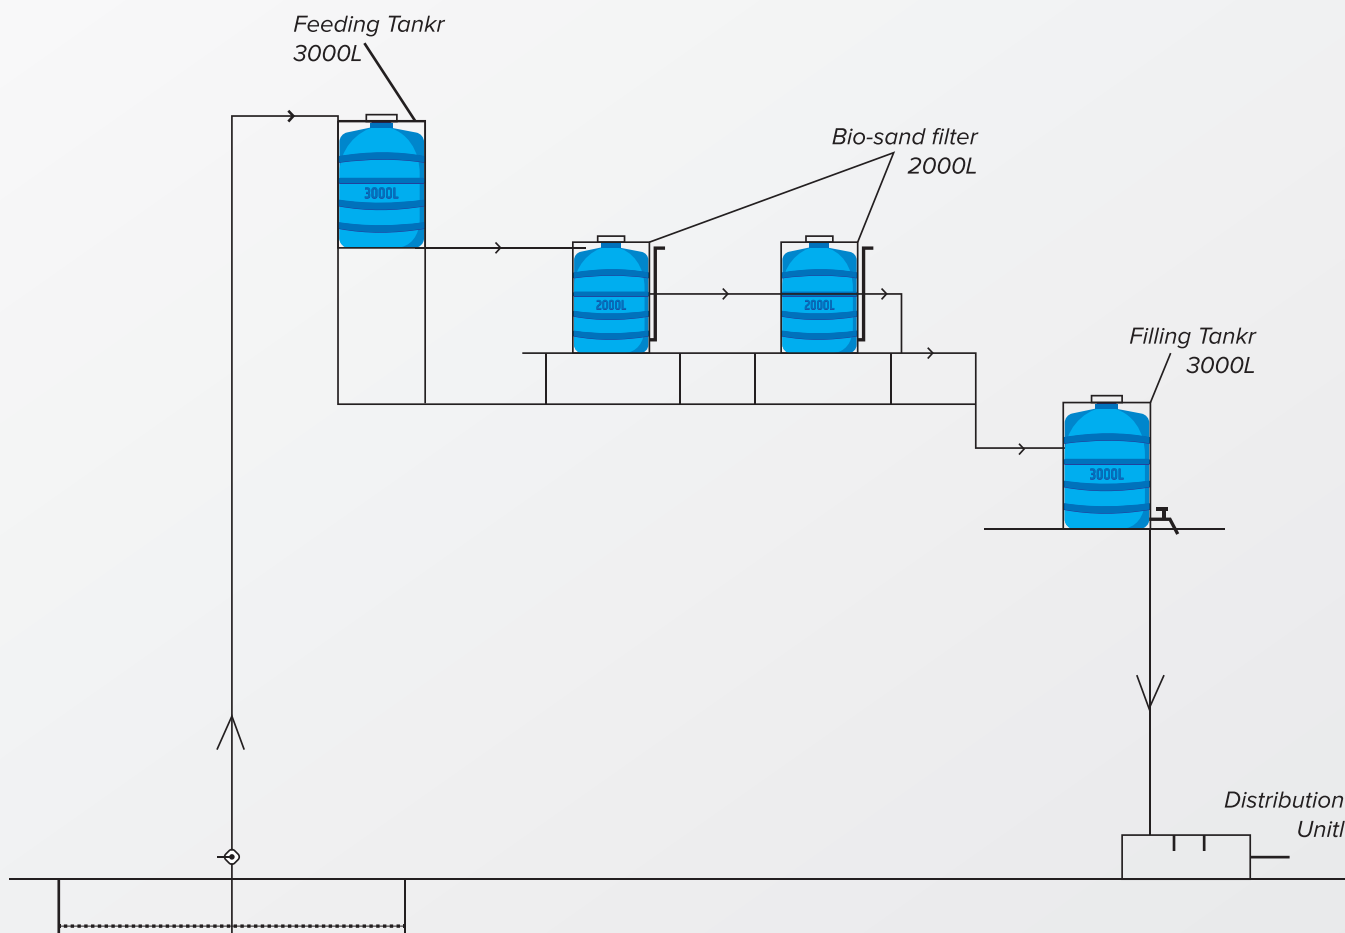 Feeding Tankr
3000L
Bio-sand filter
2000L
3000L
2000L
2000L
Filling Tankr
3000L
3000L
Distribution
Unitl